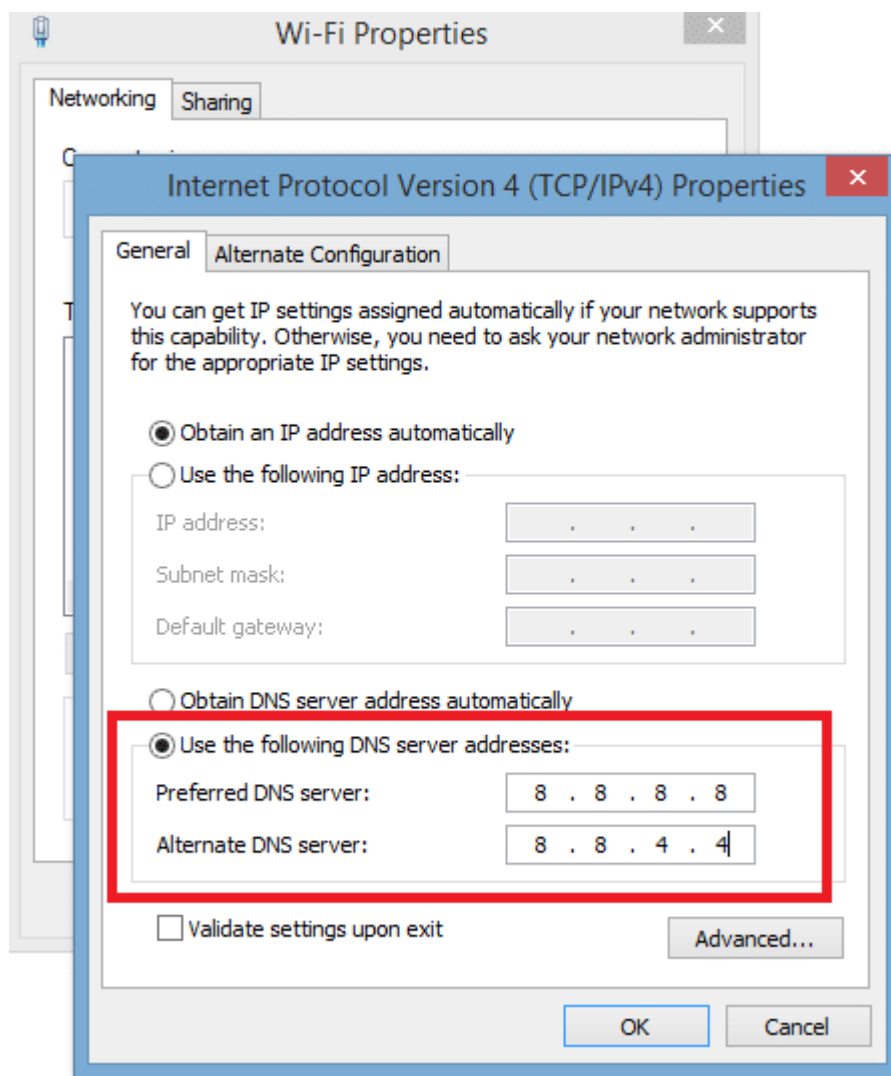 Wi-Fi Properties
Networking Sharing
Internet Protocol Version 4 (TCP/IPv4) Properties
General Alternate Configuration
You can get IP settings assigned automatically if your network supports
this capability. Otherwise, you need to ask your network administrator
for the appropriate IP settings.
Obtain an IP address automatically
Use the following IP address:
IP address: . . .
Subnet mask: . . .
Default gateway: . . .
Obtain DNS server address automatically
Use the following DNS server addresses:
Preferred DNS server: 8 . 8 . 8 . 8
Alternate DNS server: 8 . 8 . 4 . 4
Validate settings upon exit
Advanced...
OK Cancel